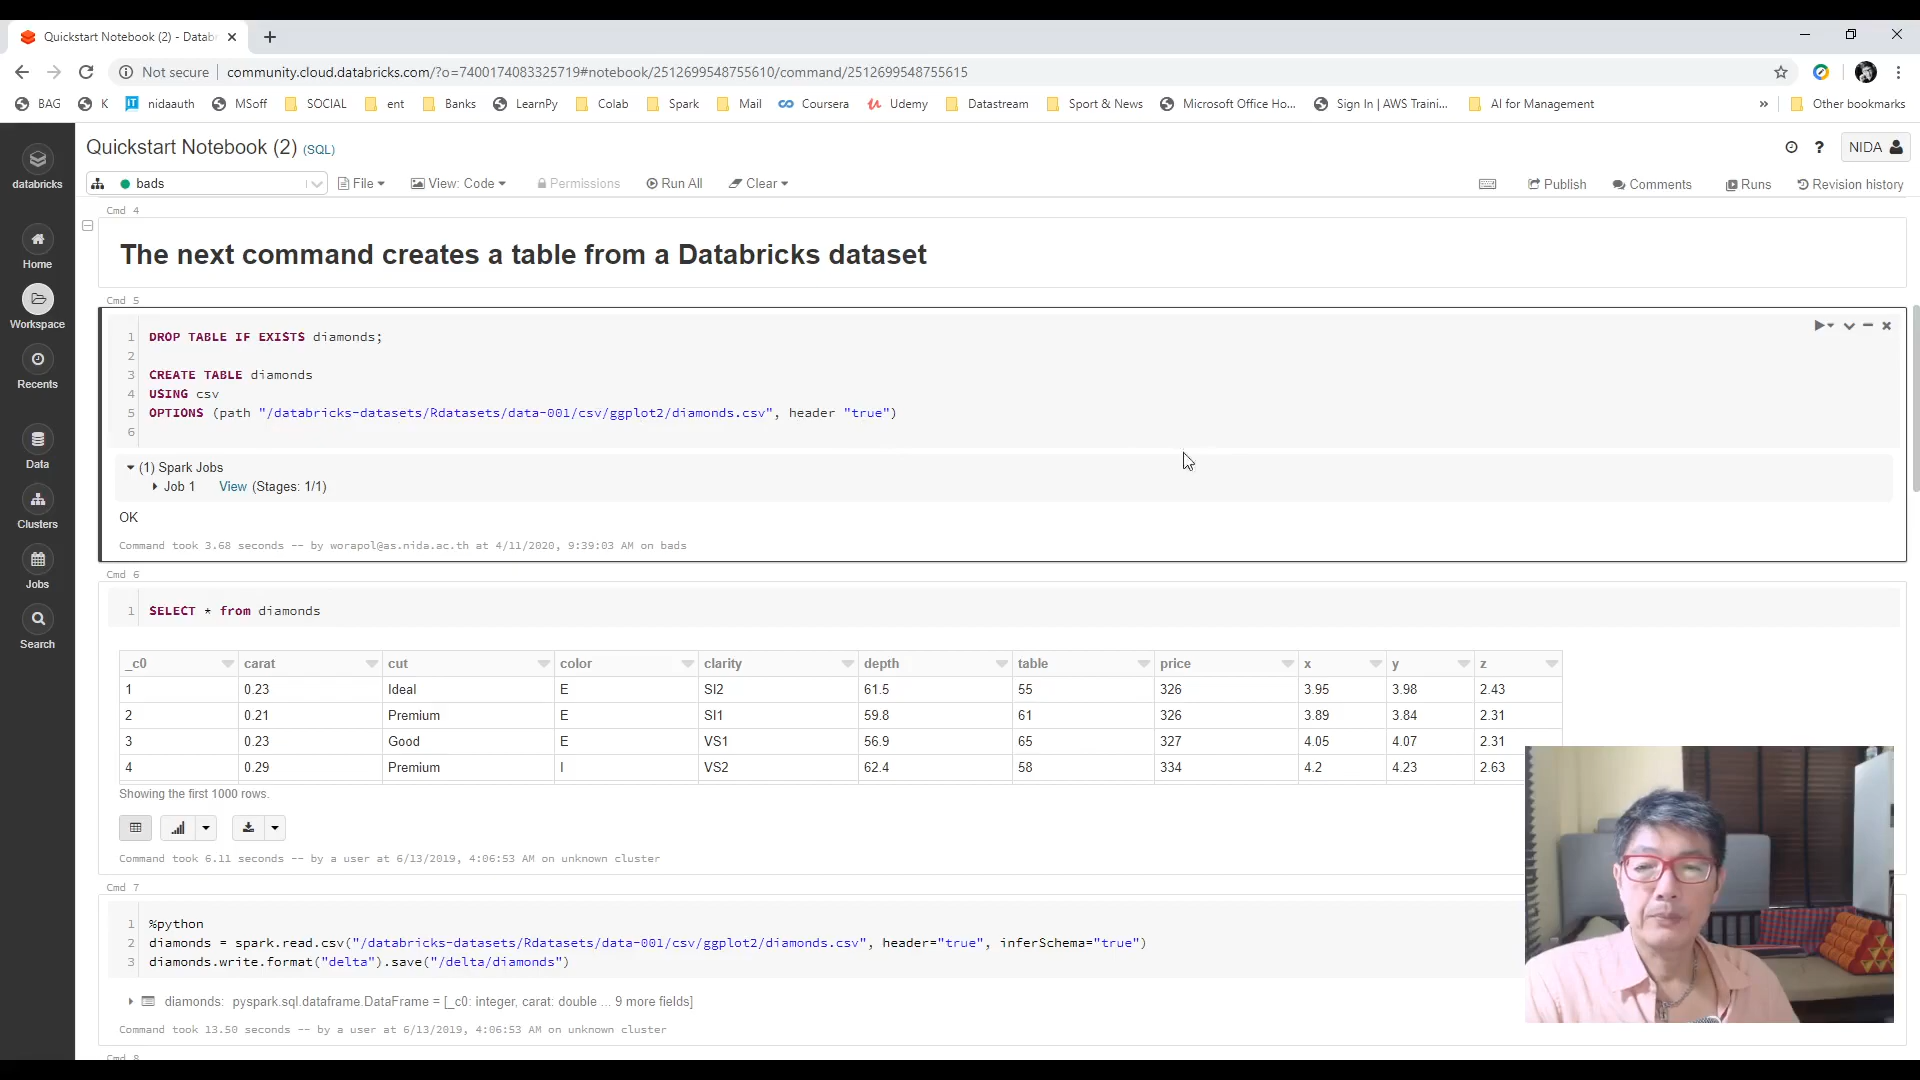 Quickstart Notebook (2) - Datab
Not secure
community.cloud.databricks.com/?o=7400174083325719#notebook/2512699548755610/command/2512699548755615
BAG
K
nidaauth
MSoff
SOCIAL
ent
Banks
LearnPy
Colab
Spark
Mail
Coursera
Udemy
Datastream
Sport & News
Microsoft Office Ho...
Sign In | AWS Traini...
AI for Management
Other bookmarks
databricks
Home
Workspace
Recents
Data
Clusters
Jobs
Search
Quickstart Notebook (2) (SQL)
NIDA
bads
File
View: Code
Permissions
Run All
Clear
Publish
Comments
Runs
Revision history
Cmd 4
The next command creates a table from a Databricks dataset
Cmd 5
1 DROP TABLE IF EXISTS diamonds;
2
3 CREATE TABLE diamonds
4 USING csv
5 OPTIONS (path "/databricks-datasets/Rdatasets/data-001/csv/ggplot2/diamonds.csv", header "true")
6
(1) Spark Jobs
Job 1 View (Stages: 1/1)
OK
Command took 3.68 seconds -- by worapol@as.nida.ac.th at 4/11/2020, 9:39:03 AM on bads
Cmd 6
1 SELECT * from diamonds
_c0 carat cut color clarity depth table price x y z
1 0.23 Ideal E SI2 61.5 55 326 3.95 3.98 2.43
2 0.21 Premium E SI1 59.8 61 326 3.89 3.84 2.31
3 0.23 Good E VS1 56.9 65 327 4.05 4.07 2.31
4 0.29 Premium I VS2 62.4 58 334 4.2 4.23 2.63
Showing the first 1000 rows.
Command took 6.11 seconds -- by a user at 6/13/2019, 4:06:53 AM on unknown cluster
Cmd 7
1 %python
2 diamonds = spark.read.csv("/databricks-datasets/Rdatasets/data-001/csv/ggplot2/diamonds.csv", header="true", inferSchema="true")
3 diamonds.write.format("delta").save("/delta/diamonds")
diamonds: pyspark.sql.dataframe.DataFrame = [_c0: integer, carat: double ... 9 more fields]
Command took 13.50 seconds -- by a user at 6/13/2019, 4:06:53 AM on unknown cluster
Cmd 8